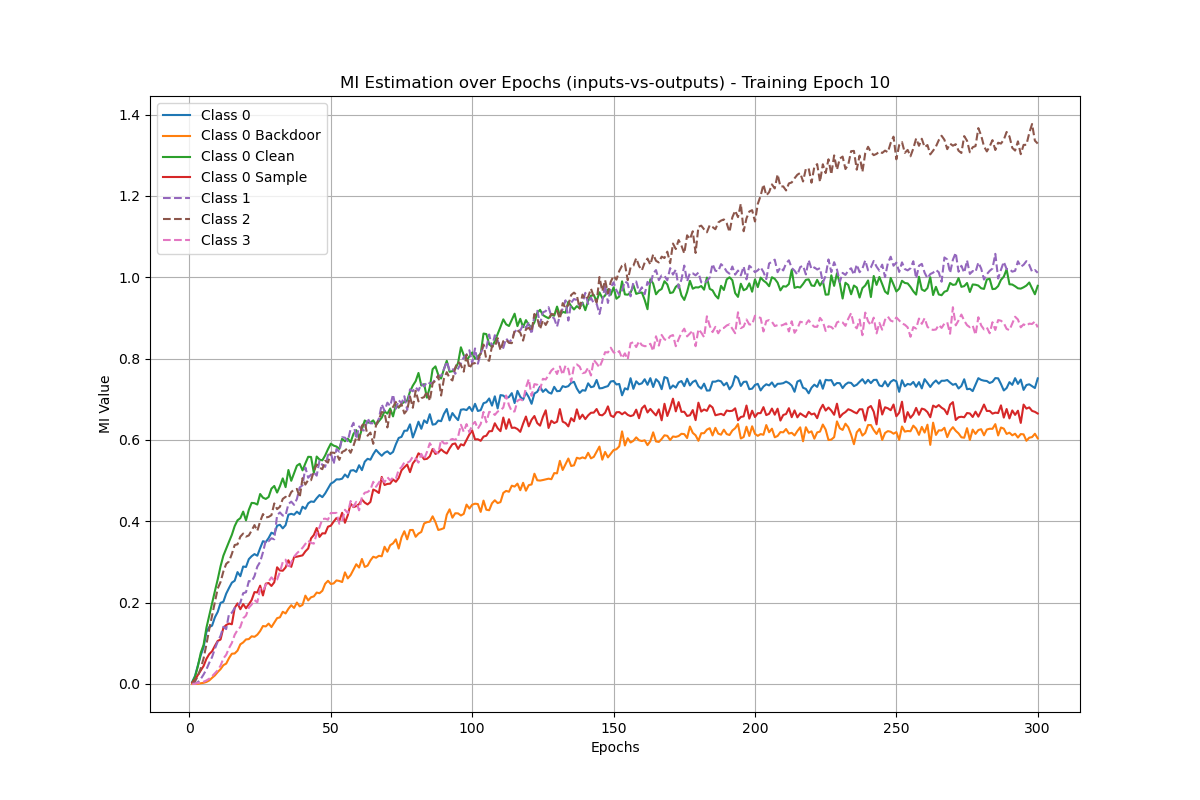 MI Estimation over Epochs (inputs-vs-outputs) - Training Epoch 10
Class 0
Class 0 Backdoor
Class 0 Clean
Class 0 Sample
Class 1
Class 2
Class 3
MI Value
1.4
1.2
1.0
0.8
0.6
0.4
0.2
0.0
0 50 100 150 200 250 300
Epochs